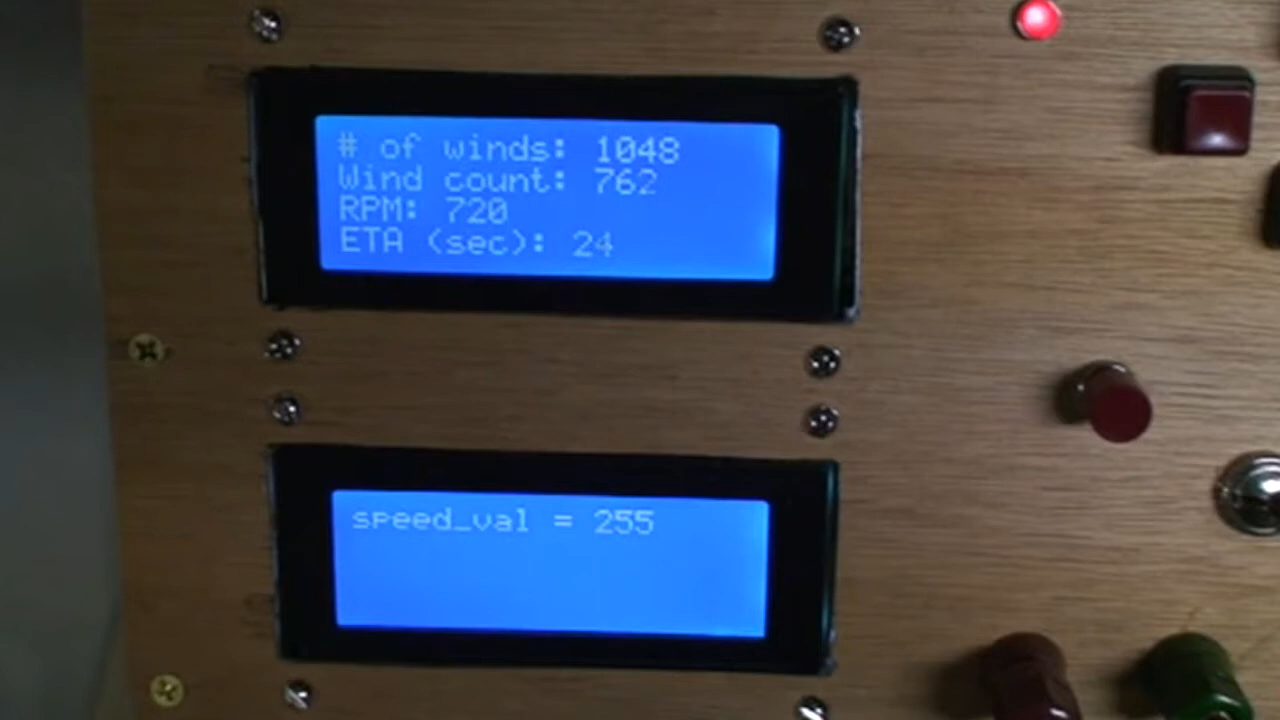 # of winds: 1048
Wind count: 762
RPM: 720
ETA (sec): 24
speed_val = 255